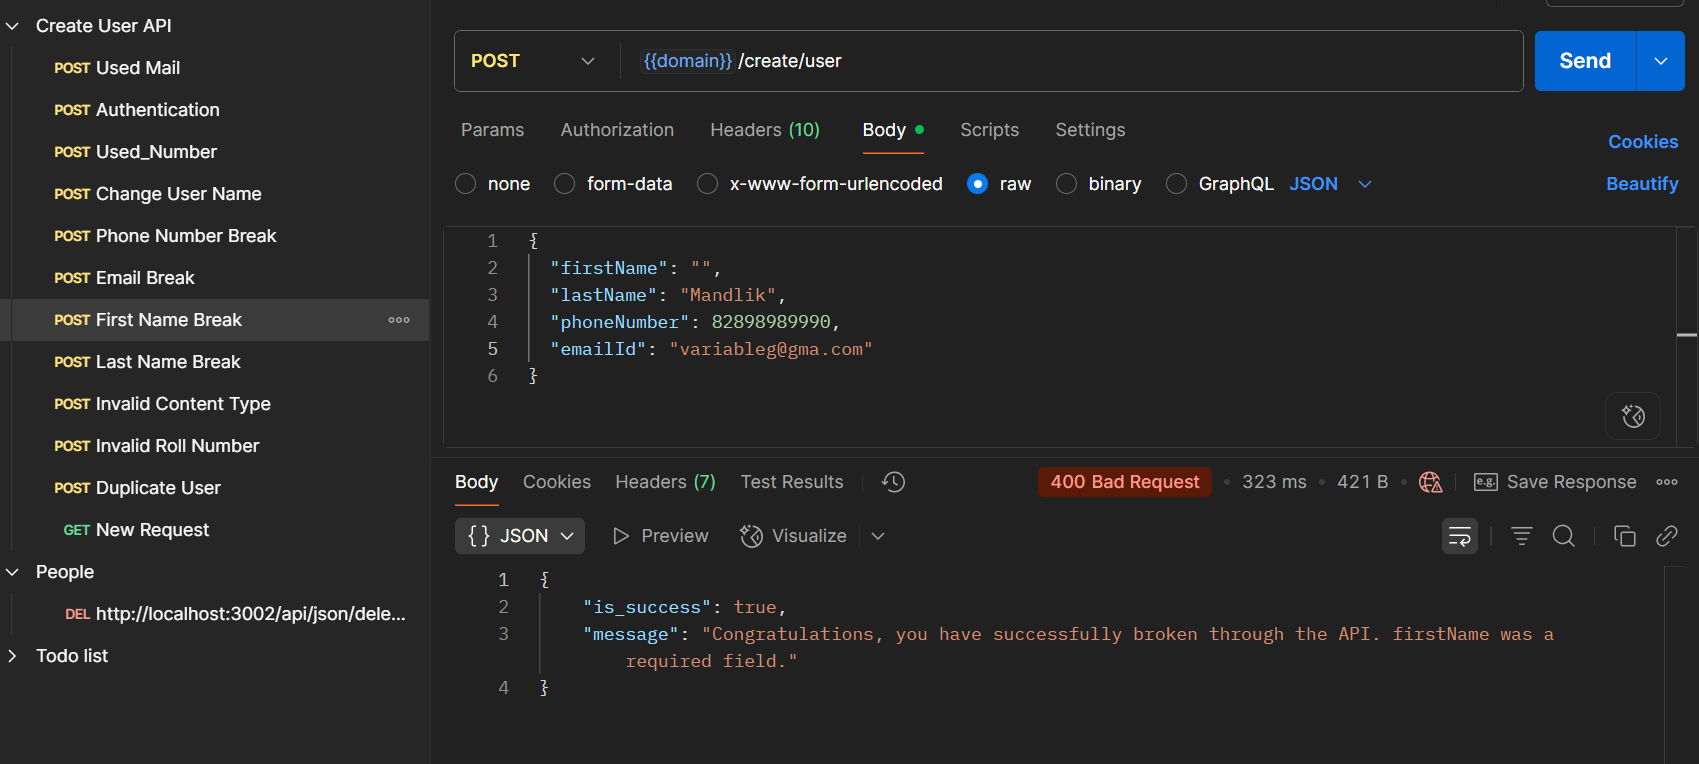 Create User API
POST Used Mail
POST Authentication
POST Used_Number
POST Change User Name
POST Phone Number Break
POST Email Break
POST First Name Break
POST Last Name Break
POST Invalid Content Type
POST Invalid Roll Number
POST Duplicate User
GET New Request
People
DEL http://localhost:3002/api/json/dele...
Todo list
POST {{domain}}/create/user Send
Params Authorization Headers (10) Body Scripts Settings Cookies
none form-data x-www-form-urlencoded raw binary GraphQL JSON Beautify
1 {
2 "firstName": "",
3 "lastName": "Mandlik",
4 "phoneNumber": 82898989990,
5 "emailId": "variableg@gma.com"
6 }
Body Cookies Headers (7) Test Results 400 Bad Request • 323 ms • 421 B • e.g. Save Response
{} JSON Preview Visualize
1 {
2 "is_success": true,
3 "message": "Congratulations, you have successfully broken through the API. firstName was a
required field."
4 }